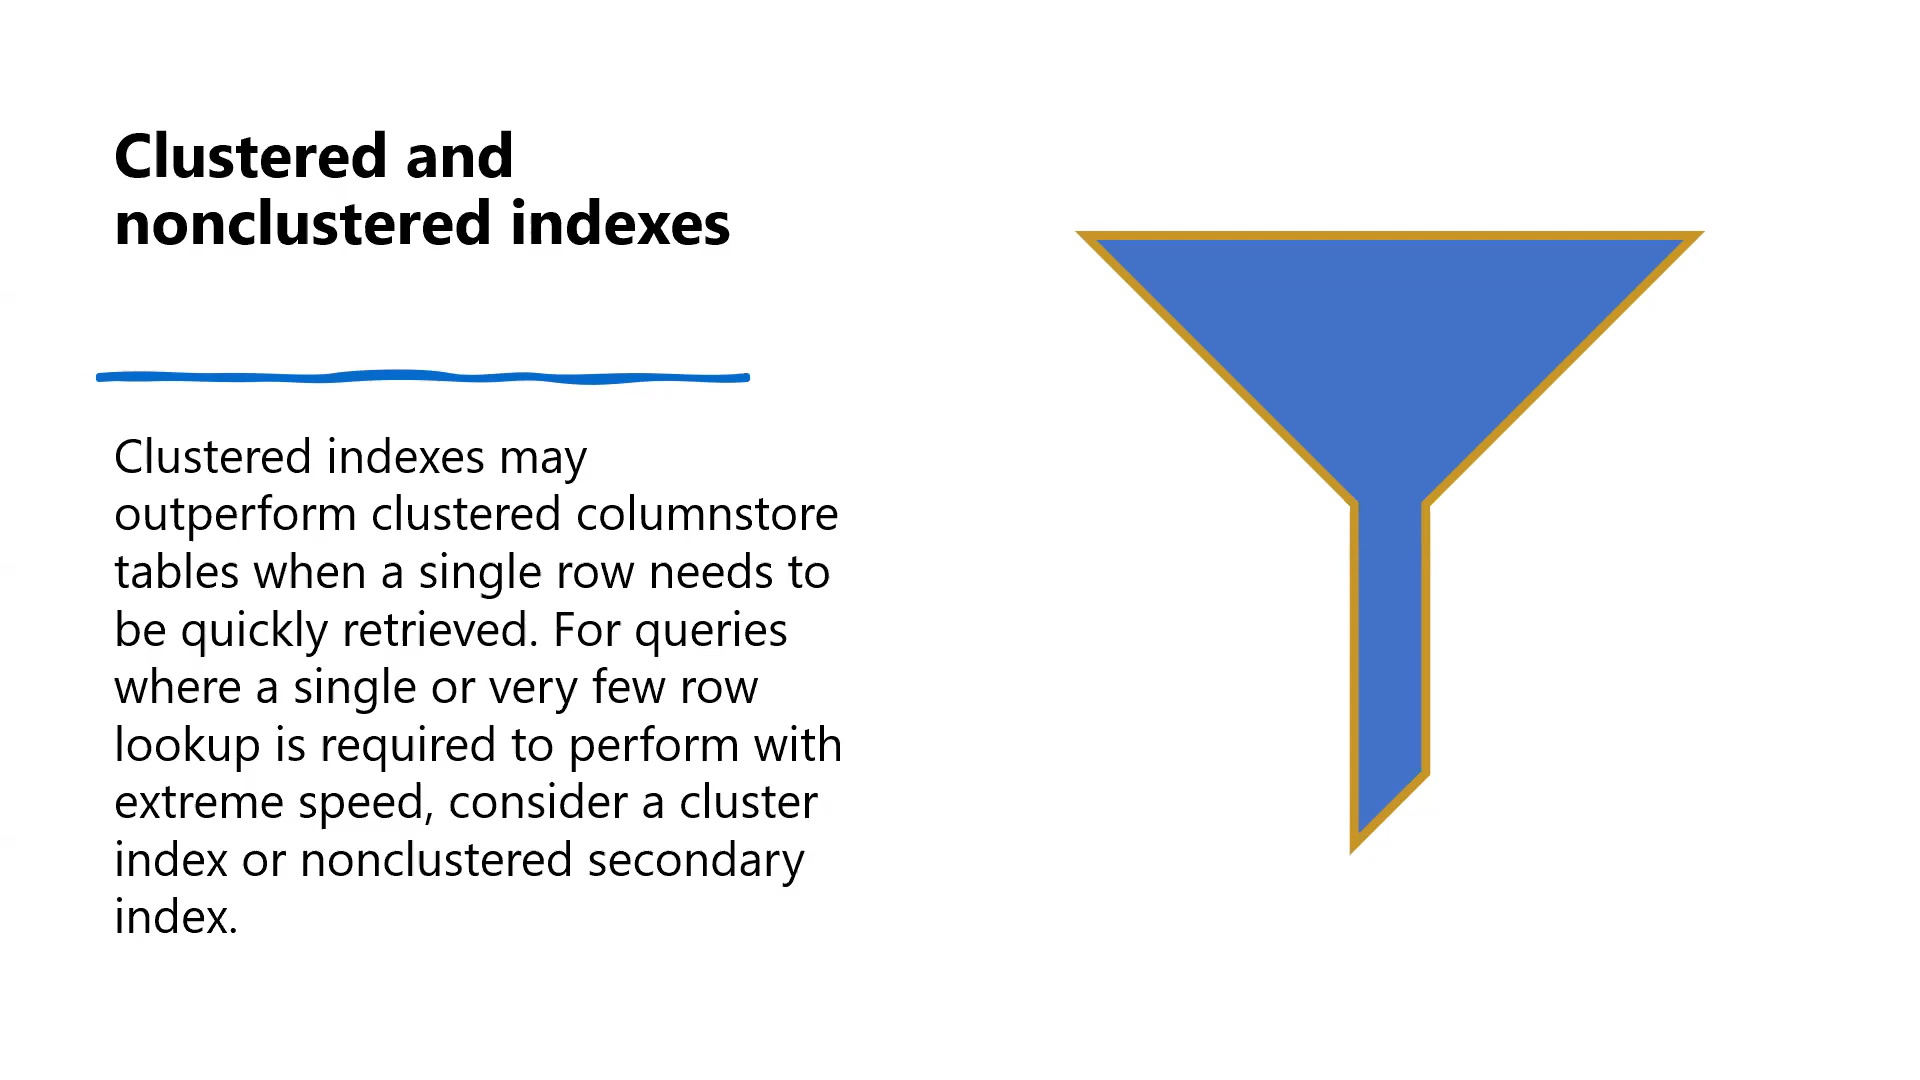 Clustered and
nonclustered indexes
Clustered indexes may
outperform clustered columnstore
tables when a single row needs to
be quickly retrieved. For queries
where a single or very few row
lookup is required to perform with
extreme speed, consider a cluster
index or nonclustered secondary
index.